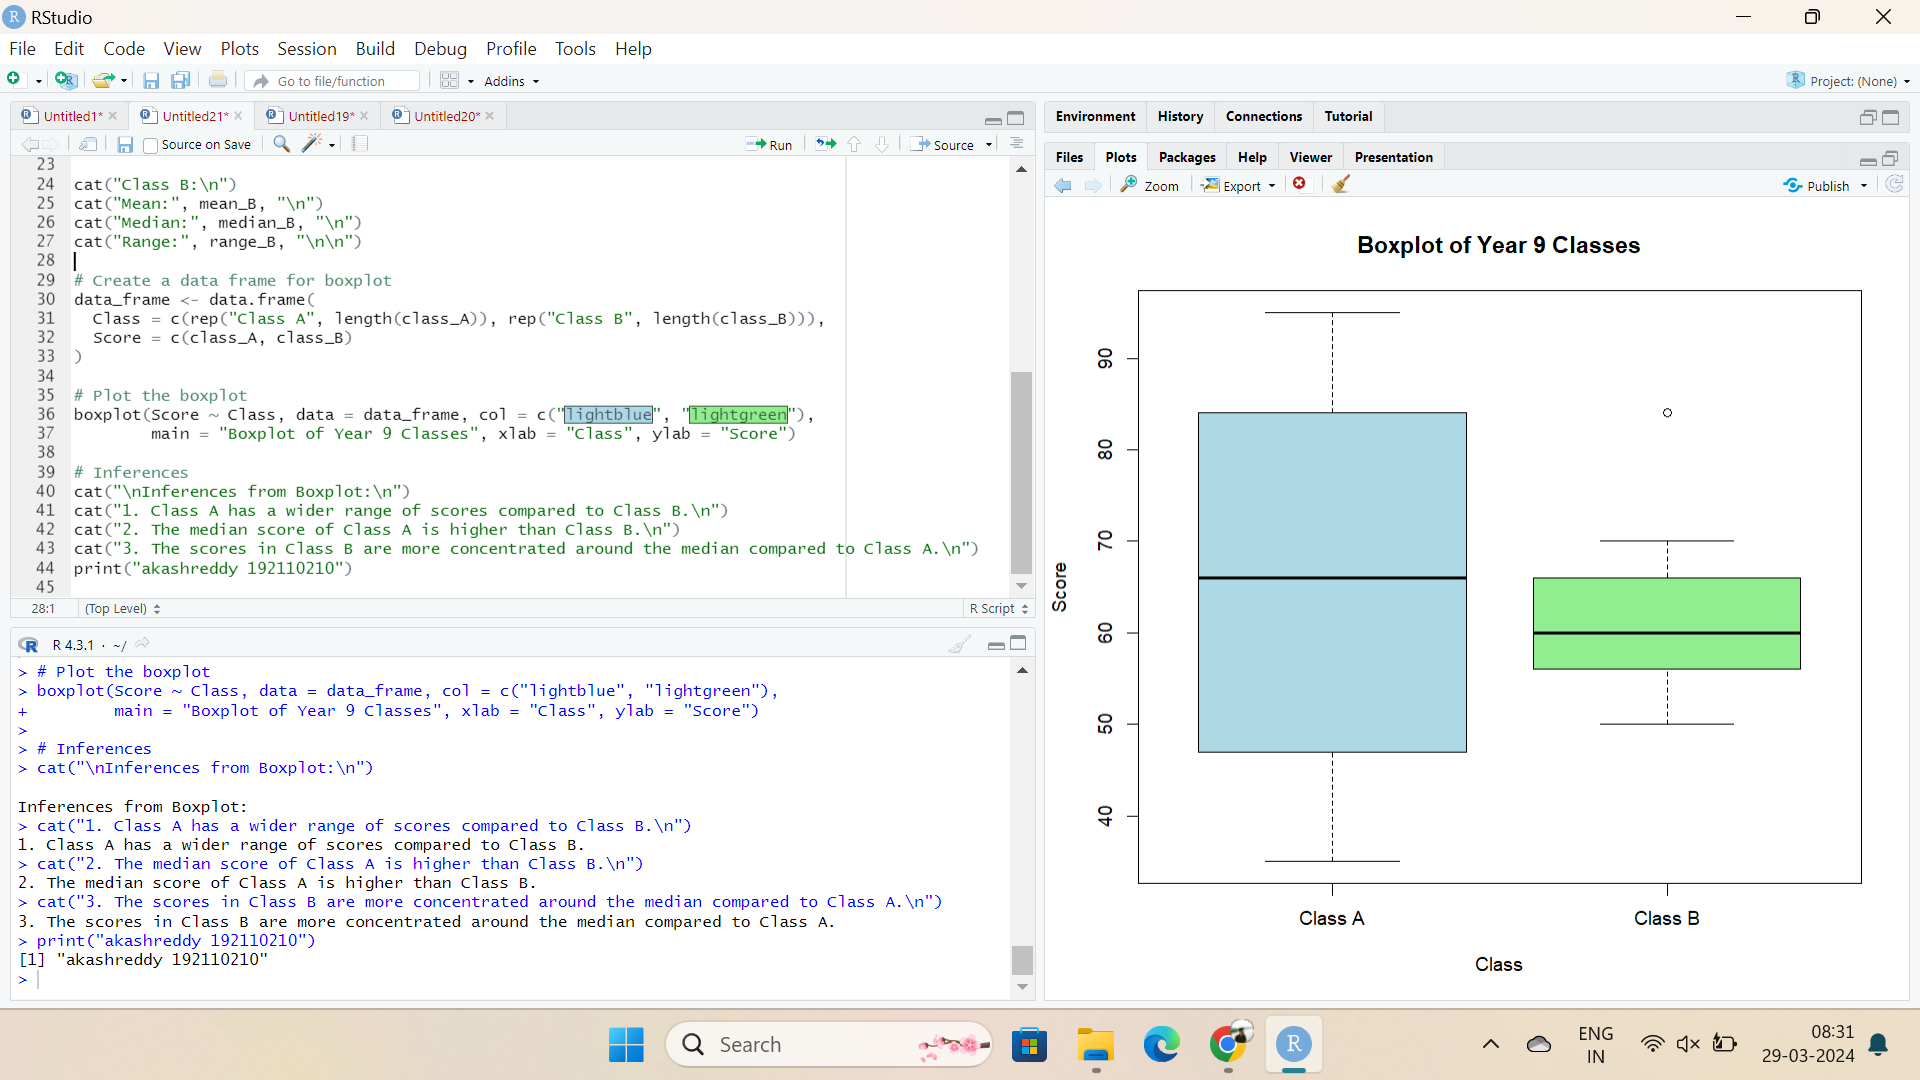 RStudio
File Edit Code View Plots Session Build Debug Profile Tools Help
Go to file/function Addins Project: (None)
Untitled1* Untitled21* Untitled19* Untitled20*
Source on Save Run Source
23
24 cat("Class B:\n")
25 cat("Mean:", mean_B, "\n")
26 cat("Median:", median_B, "\n")
27 cat("Range:", range_B, "\n\n")
28
29 # Create a data frame for boxplot
30 data_frame <- data.frame(
31 Class = c(rep("Class A", length(class_A)), rep("Class B", length(class_B))),
32 Score = c(class_A, class_B)
33 )
34
35 # Plot the boxplot
36 boxplot(Score ~ Class, data = data_frame, col = c("lightblue", "lightgreen"),
37 main = "Boxplot of Year 9 Classes", xlab = "Class", ylab = "Score")
38
39 # Inferences
40 cat("\nInferences from Boxplot:\n")
41 cat("1. Class A has a wider range of scores compared to Class B.\n")
42 cat("2. The median score of Class A is higher than Class B.\n")
43 cat("3. The scores in Class B are more concentrated around the median compared to Class A.\n")
44 print("akashreddy 192110210")
45
28:1 (Top Level) R Script
R R 4.3.1 · ~/
> # Plot the boxplot
> boxplot(Score ~ Class, data = data_frame, col = c("lightblue", "lightgreen"),
+ main = "Boxplot of Year 9 Classes", xlab = "Class", ylab = "Score")
>
> # Inferences
> cat("\nInferences from Boxplot:\n")
Inferences from Boxplot:
> cat("1. Class A has a wider range of scores compared to Class B.\n")
1. Class A has a wider range of scores compared to Class B.
> cat("2. The median score of Class A is higher than Class B.\n")
2. The median score of Class A is higher than Class B.
> cat("3. The scores in Class B are more concentrated around the median compared to Class A.\n")
3. The scores in Class B are more concentrated around the median compared to Class A.
> print("akashreddy 192110210")
[1] "akashreddy 192110210"
>
Environment History Connections Tutorial
Files Plots Packages Help Viewer Presentation
Zoom Export Publish
Boxplot of Year 9 Classes
90
80
70
60
50
40
Score
Class A Class B
Class
Search
R
ENG
IN
08:31
29-03-2024